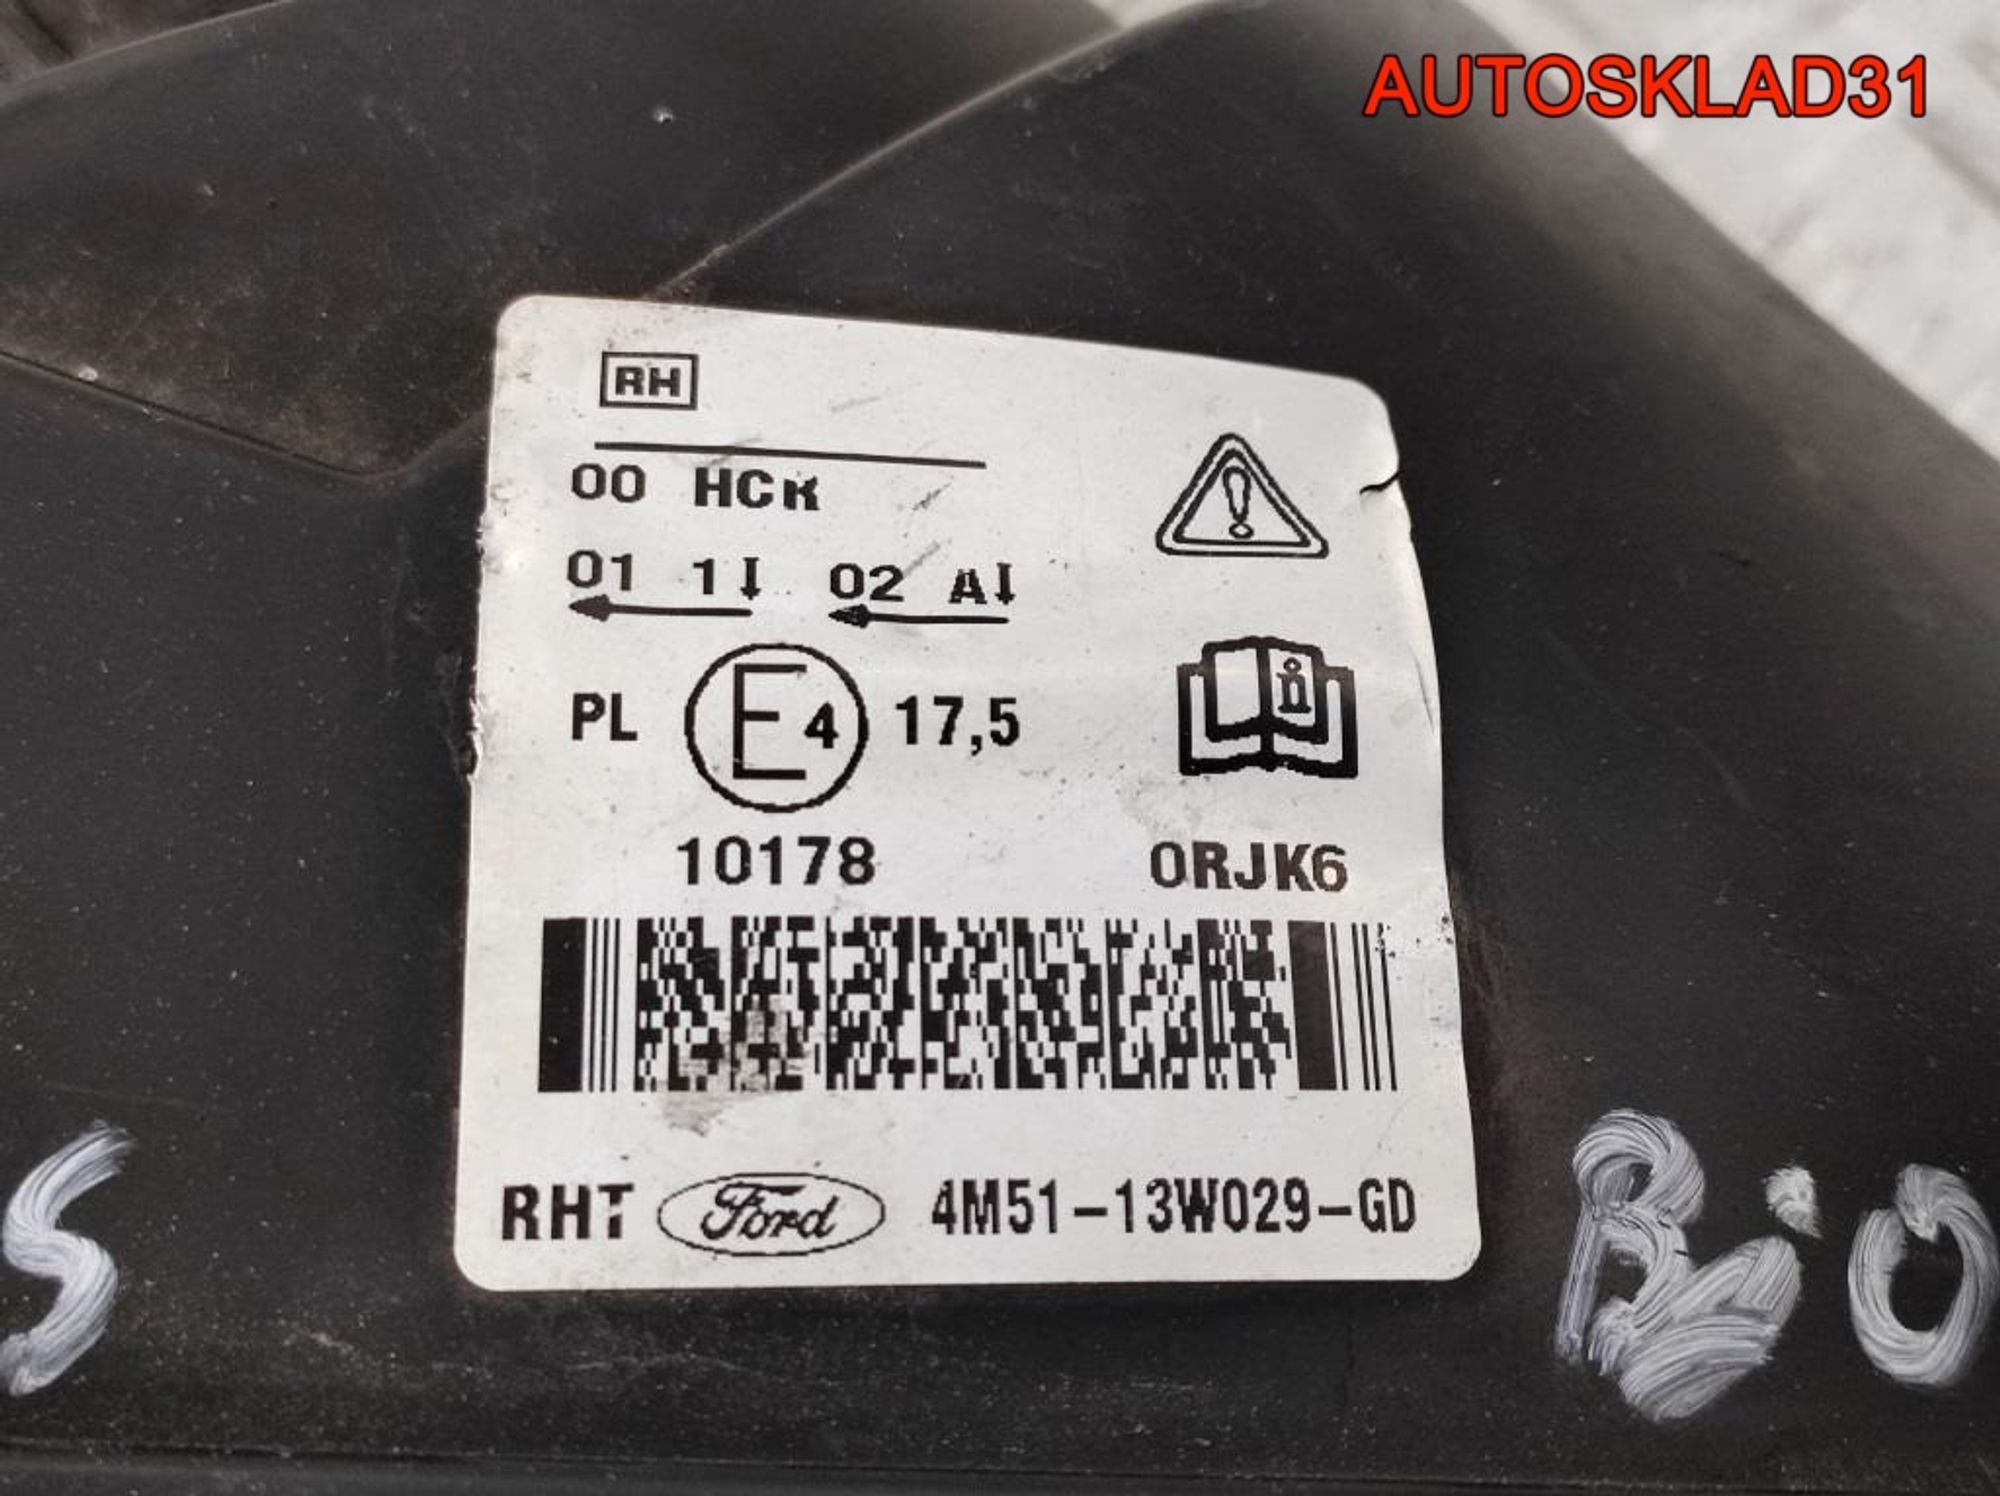 AUTOSKLAD31
RH
00 HCR
01 1 02 A
PL E4 17,5
10178 0RJK6
RHT Ford 4M51-13W029-GD
S